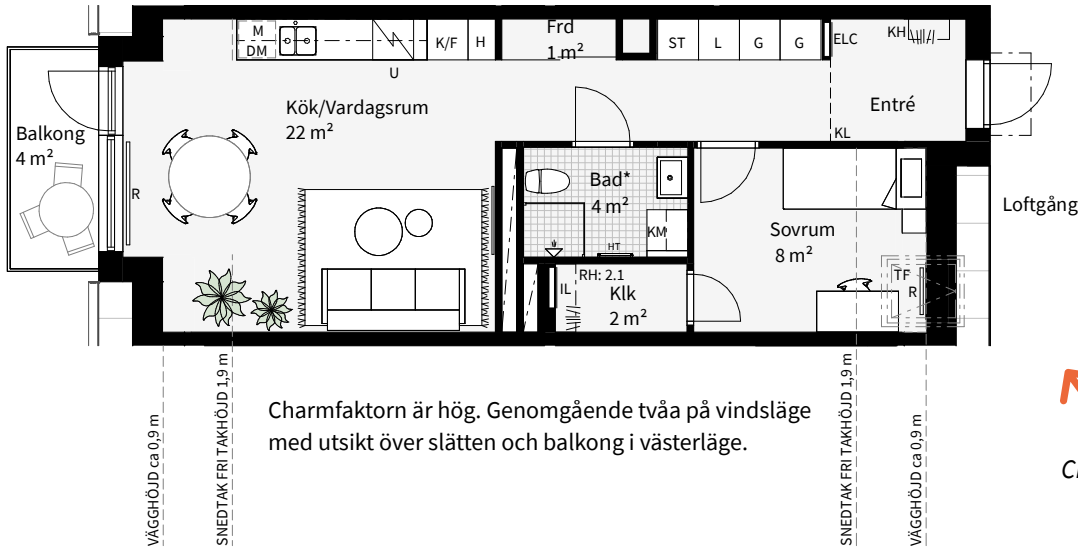 M
DM
K/F
H
U
Frd
1 m²
ST
L
G
G
ELC
KH
Entré
KL
Balkong
4 m²
Kök/Vardagsrum
22 m²
R
Bad*
4 m²
KM
HT
Sovrum
8 m²
Loftgång
RH: 2.1
IL
Klk
2 m²
TF
R
VÄGGHÖJD ca 0,9 m
SNEDTAK FRI TAKHÖJD 1,9 m
Charmfaktorn är hög. Genomgående tvåa på vindsläge
med utsikt över slätten och balkong i västerläge.
SNEDTAK FRI TAKHÖJD 1,9 m
VÄGGHÖJD ca 0,9 m